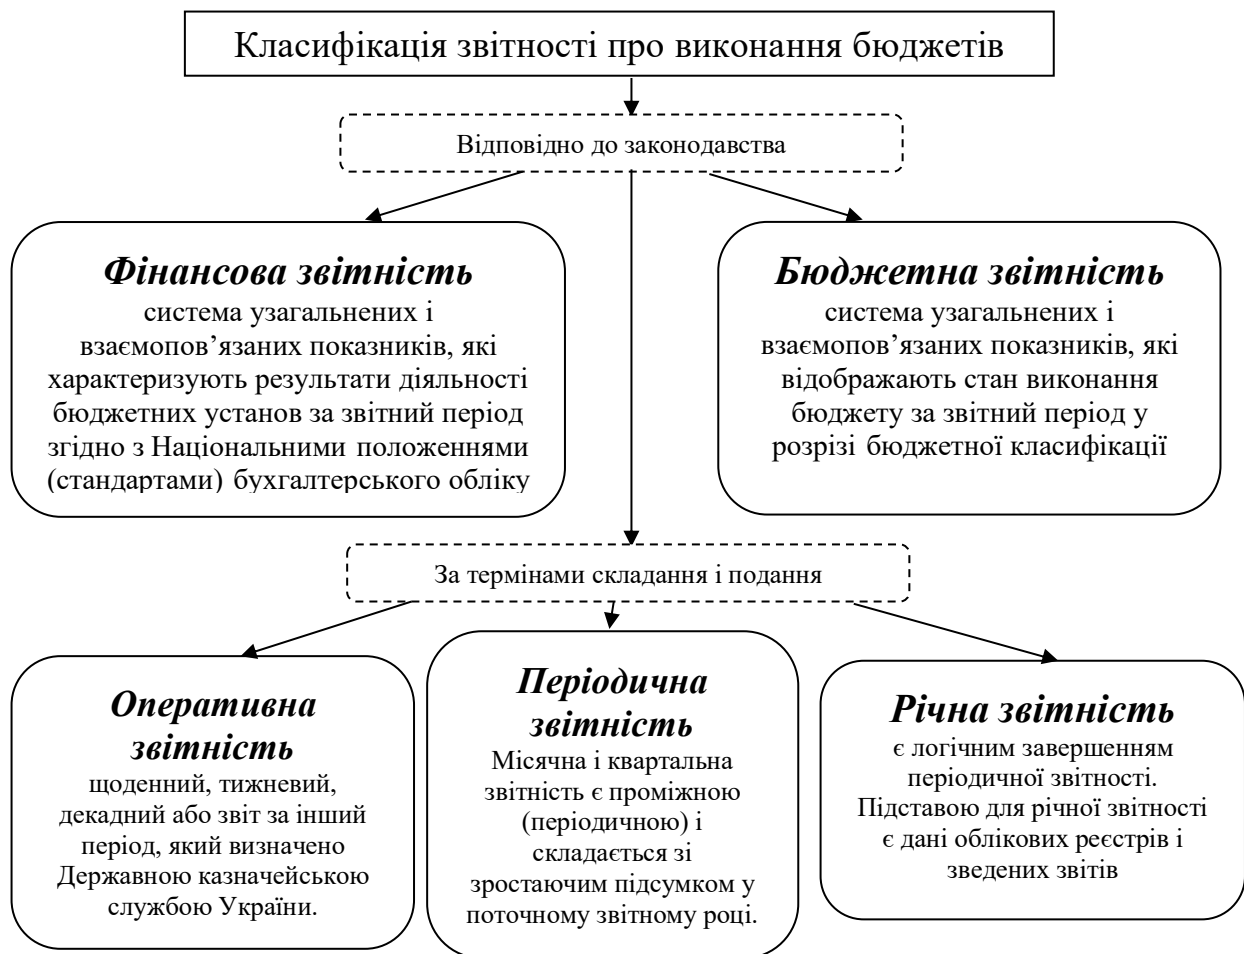 Класифікація звітності про виконання бюджетів
Відповідно до законодавства
Фінансова звітність
система узагальнених і
взаємопов’язаних показників, які
характеризують результати діяльності
бюджетних установ за звітний період
згідно з Національними положеннями
(стандартами) бухгалтерського обліку
Бюджетна звітність
система узагальнених і
взаємопов’язаних показників, які
відображають стан виконання
бюджету за звітний період у
розрізі бюджетної класифікації
За термінами складання і подання
Оперативна
звітність
щоденний, тижневий,
декадний або звіт за інший
період, який визначено
Державною казначейською
службою України.
Періодична
звітність
Місячна і квартальна
звітність є проміжною
(періодичною) і
складається зі
зростаючим підсумком у
поточному звітному році.
Річна звітність
є логічним завершенням
періодичної звітності.
Підставою для річної звітності
є дані облікових реєстрів і
зведених звітів